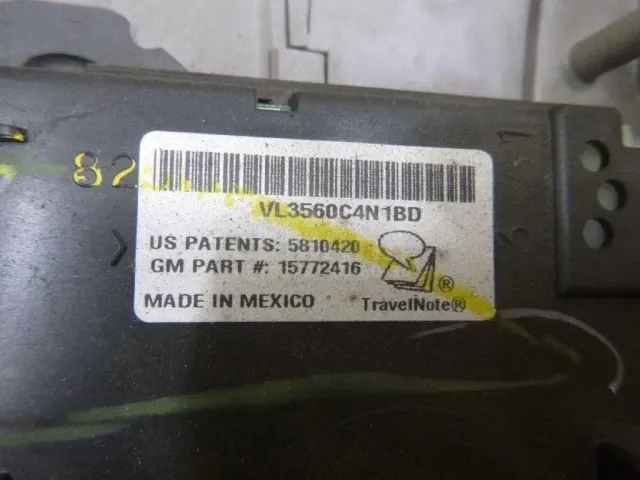 82
VL3560C4N1BD
US PATENTS: 5810420
GM PART #: 15772416
MADE IN MEXICO
TravelNote®